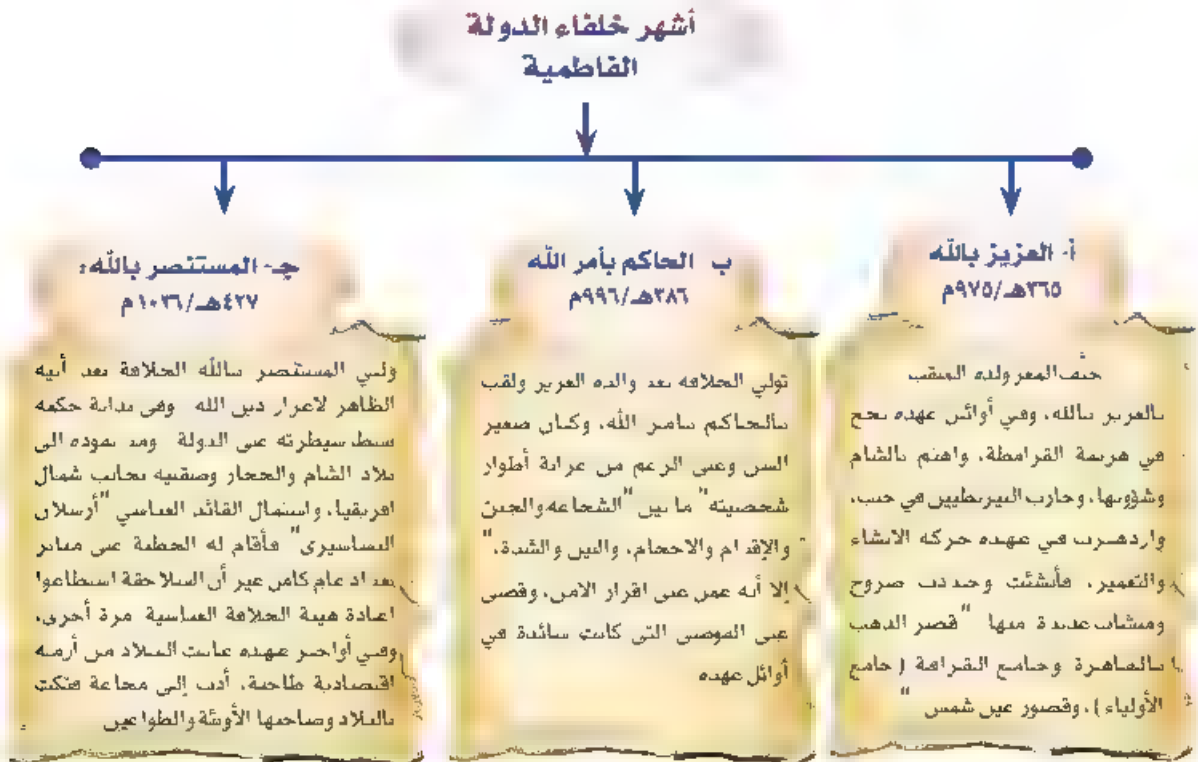 أشهر خلفاء الدولة
الفاطمية
أ- العزيز بالله
٣٦٥هـ/٩٧٥م
خلف المعز ولده الملقب
بالعزيز بالله، وفي أوائل عهده نجح
في هزيمة القرامطة، واهتم بالشام
وشؤونها، وحارب البيزنطيين في حلب،
وازدهرت في عهده حركة الانشاء
والتعمير، فأنشئت وجددت صروح
ومنشآت عديدة منها "قصر الذهب
بالقاهرة وجامع القرافة (جامع
الأولياء)، وقصور عين شمس"
ب الحاكم بأمر الله
٣٨٦هـ/٩٩٦م
تولي الخلافة بعد والده العزيز ولقب
بالحاكم بأمر الله، وكان صغير
السن وعلى الرغم من غرابة أطوار
شخصيته "ما بين "الشجاعة والجبن
والإقدام والاحجام، واللين والشدة،"
إلا أنه عمل على اقرار الامن، وقضى
على الفوضى التي كانت سائدة في
أوائل عهده
جـ- المستنصر بالله:
٤٢٧هـ/١٠٣٦م
ولي المستنصر بالله الخلافة بعد أبيه
الظاهر لاعزاز دين الله وفي بداية حكمه
بسط سيطرته على الدولة ومد نفوذه الى
بلاد الشام والحجاز وصقلية بجانب شمال
افريقيا، واستمال القائد العباسي "أرسلان
البساسيري" فأقام له الخطبة على منابر
بغداد عام كامل غير أن السلاجقة استطاعوا
اعادة هيبة الخلافة العباسية مرة أخرى،
وفي أواخر عهده عانت البلاد من أزمة
اقتصادية طاحنة، أدت إلى مجاعة فتكت
بالبلاد وصاحبها الأوبئة والطواعين